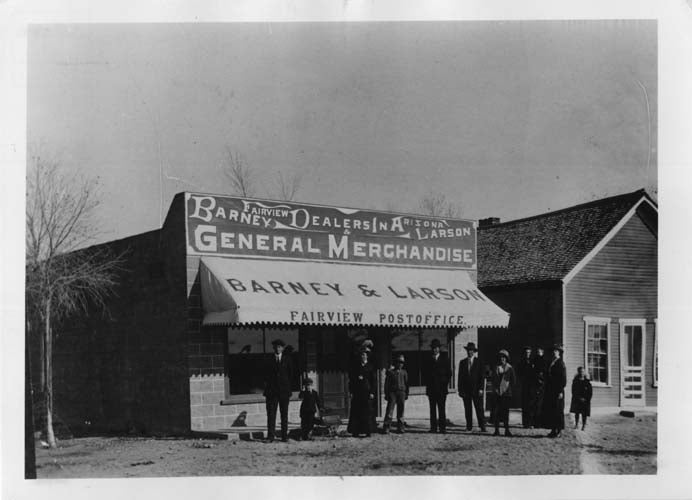 FAIRVIEW ARIZONA
BARNEY DEALERS IN & LARSON
GENERAL MERCHANDISE
BARNEY & LARSON
FAIRVIEW POSTOFFICE